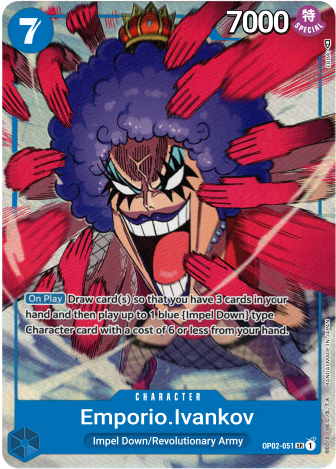 7
7000
特
SPECIAL
On Play Draw card(s) so that you have 3 cards in your
hand and then play up to 1 blue {Impel Down} type
Character card with a cost of 6 or less from your hand.
CHARACTER
Emporio.Ivankov
Impel Down/Revolutionary Army
OP02-051 SR 1